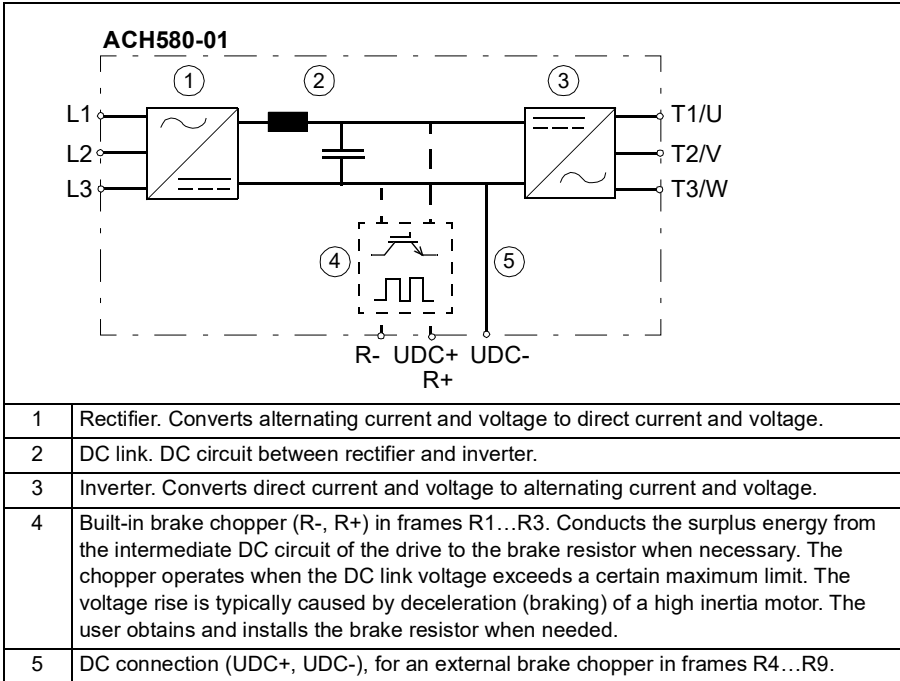 ACH580-01
1 2 3
L1 T1/U
L2 T2/V
L3 T3/W
4 5
R- UDC+ UDC-
R+
1 Rectifier. Converts alternating current and voltage to direct current and voltage.
2 DC link. DC circuit between rectifier and inverter.
3 Inverter. Converts direct current and voltage to alternating current and voltage.
4 Built-in brake chopper (R-, R+) in frames R1…R3. Conducts the surplus energy from
the intermediate DC circuit of the drive to the brake resistor when necessary. The
chopper operates when the DC link voltage exceeds a certain maximum limit. The
voltage rise is typically caused by deceleration (braking) of a high inertia motor. The
user obtains and installs the brake resistor when needed.
5 DC connection (UDC+, UDC-), for an external brake chopper in frames R4…R9.